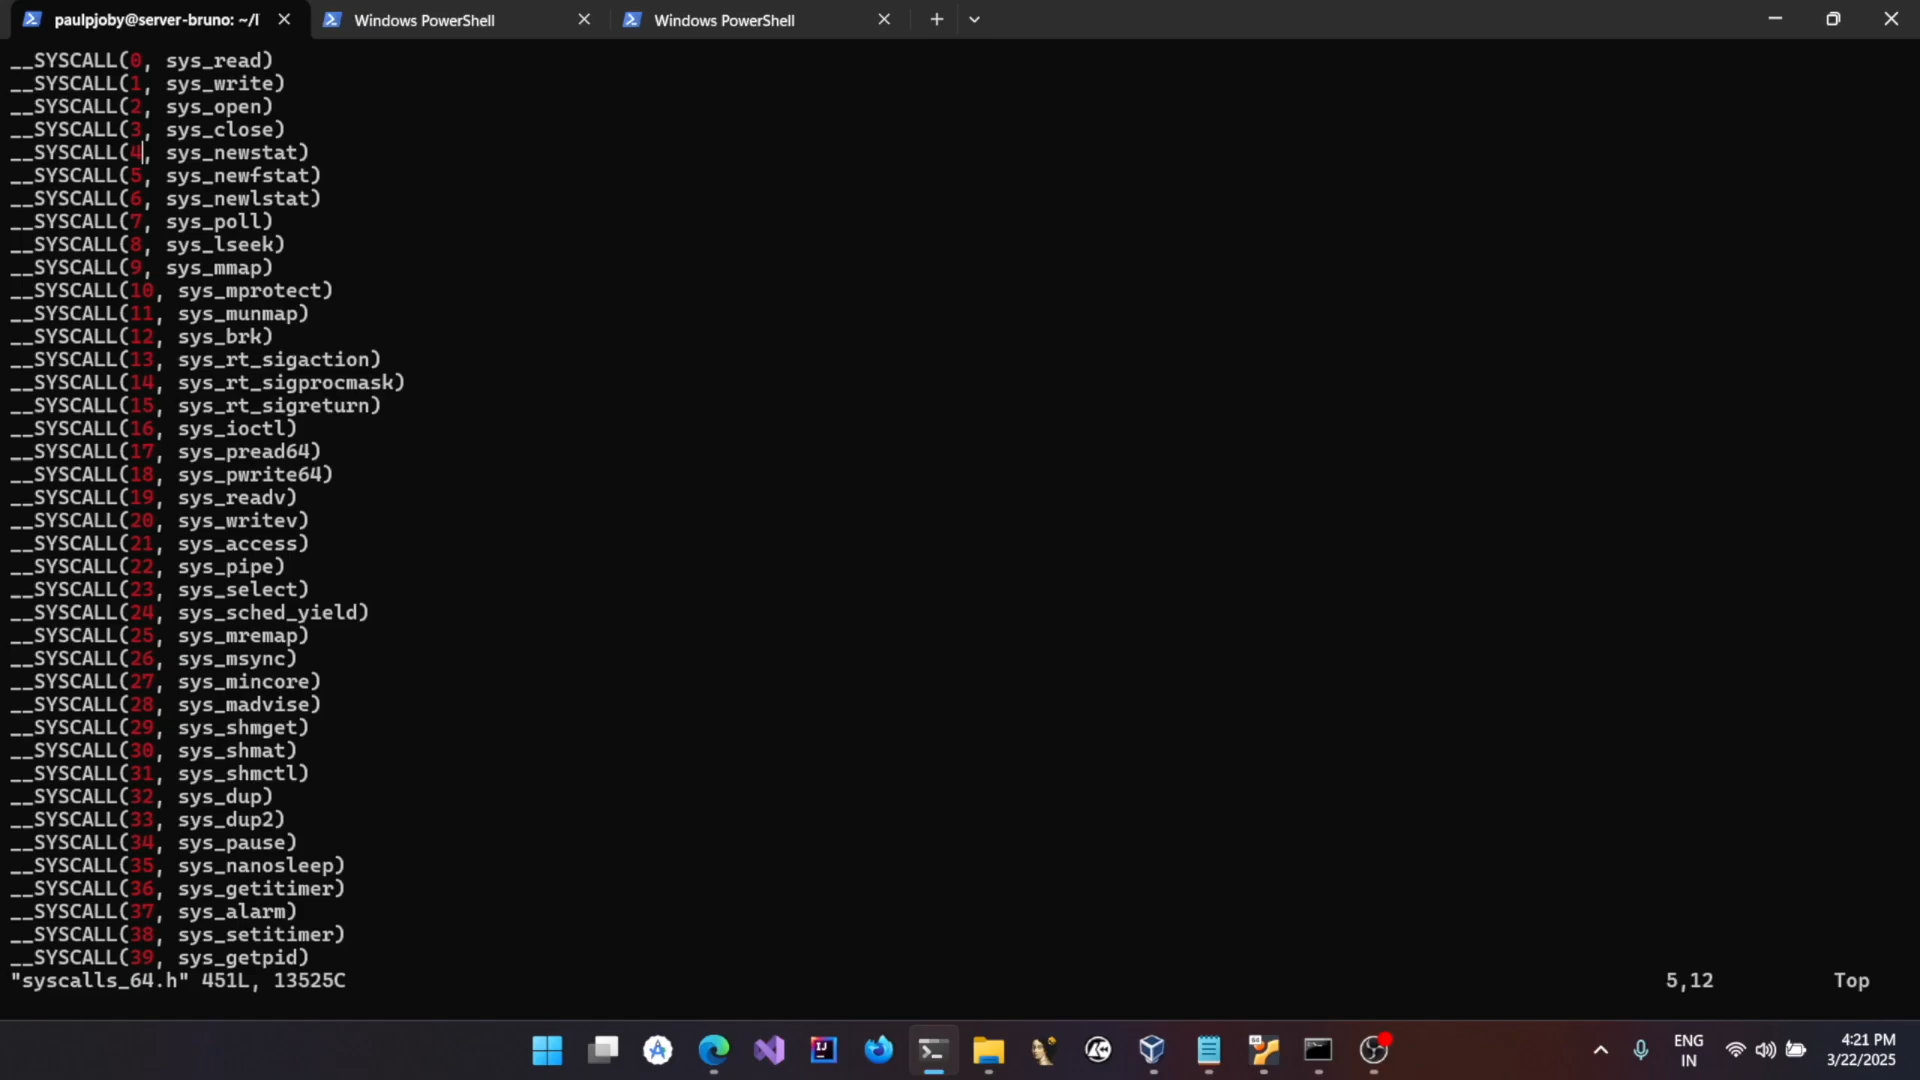 paulpjoby@server-bruno: ~/l
Windows PowerShell
Windows PowerShell
__SYSCALL(0, sys_read)
__SYSCALL(1, sys_write)
__SYSCALL(2, sys_open)
__SYSCALL(3, sys_close)
__SYSCALL(4, sys_newstat)
__SYSCALL(5, sys_newfstat)
__SYSCALL(6, sys_newlstat)
__SYSCALL(7, sys_poll)
__SYSCALL(8, sys_lseek)
__SYSCALL(9, sys_mmap)
__SYSCALL(10, sys_mprotect)
__SYSCALL(11, sys_munmap)
__SYSCALL(12, sys_brk)
__SYSCALL(13, sys_rt_sigaction)
__SYSCALL(14, sys_rt_sigprocmask)
__SYSCALL(15, sys_rt_sigreturn)
__SYSCALL(16, sys_ioctl)
__SYSCALL(17, sys_pread64)
__SYSCALL(18, sys_pwrite64)
__SYSCALL(19, sys_readv)
__SYSCALL(20, sys_writev)
__SYSCALL(21, sys_access)
__SYSCALL(22, sys_pipe)
__SYSCALL(23, sys_select)
__SYSCALL(24, sys_sched_yield)
__SYSCALL(25, sys_mremap)
__SYSCALL(26, sys_msync)
__SYSCALL(27, sys_mincore)
__SYSCALL(28, sys_madvise)
__SYSCALL(29, sys_shmget)
__SYSCALL(30, sys_shmat)
__SYSCALL(31, sys_shmctl)
__SYSCALL(32, sys_dup)
__SYSCALL(33, sys_dup2)
__SYSCALL(34, sys_pause)
__SYSCALL(35, sys_nanosleep)
__SYSCALL(36, sys_getitimer)
__SYSCALL(37, sys_alarm)
__SYSCALL(38, sys_setitimer)
__SYSCALL(39, sys_getpid)
"syscalls_64.h" 451L, 13525C 5,12 Top
ENG
IN
4:21 PM
3/22/2025